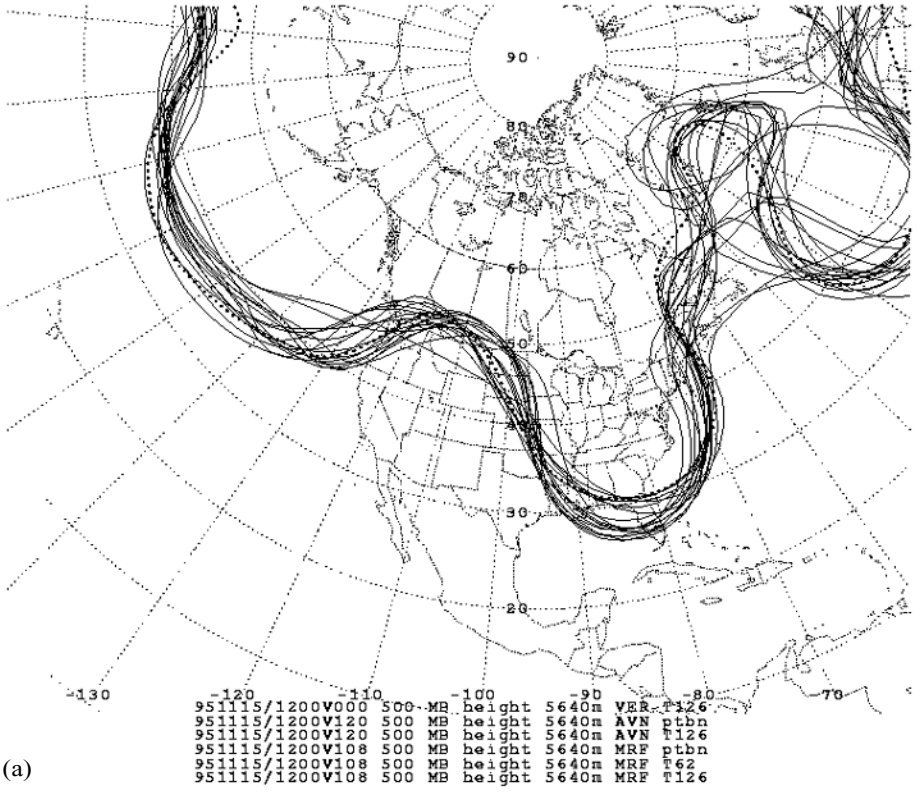 90
80
70
60
50
40
30
20
-130 -120 -110 -100 -90 -80 -70
951115/1200V000 500 MB height 5640m VER T126
951115/1200V120 500 MB height 5640m AVN ptbn
951115/1200V120 500 MB height 5640m AVN T126
951115/1200V108 500 MB height 5640m MRF ptbn
951115/1200V108 500 MB height 5640m MRF T62
(a) 951115/1200V108 500 MB height 5640m MRF T126